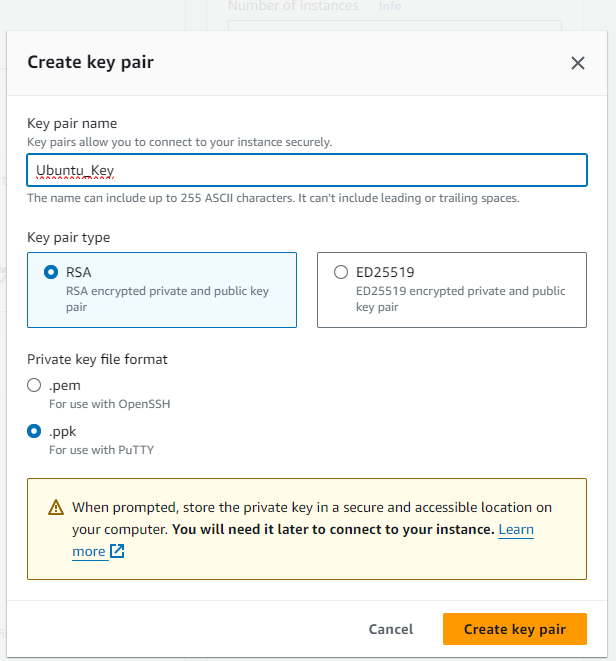 Number of instances Info
Create key pair
Key pair name
Key pairs allow you to connect to your instance securely.
Ubuntu_Key
The name can include up to 255 ASCII characters. It can't include leading or trailing spaces.
Key pair type
RSA
RSA encrypted private and public key
pair
ED25519
ED25519 encrypted private and public
key pair
Private key file format
.pem
For use with OpenSSH
.ppk
For use with PuTTY
When prompted, store the private key in a secure and accessible location on
your computer. You will need it later to connect to your instance. Learn
more
Cancel Create key pair